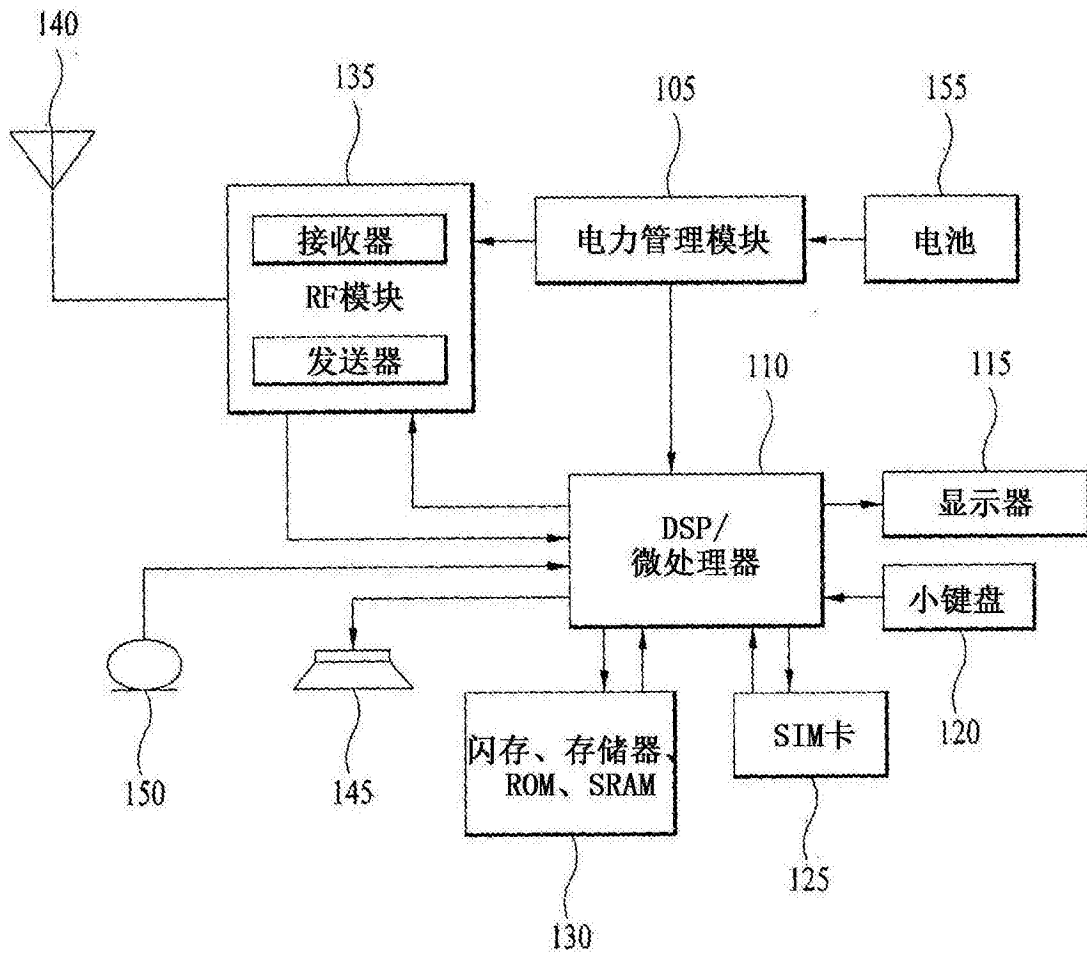 140
135
105
155
接收器
RF模块
发送器
电力管理模块
电池
110
115
DSP/
微处理器
显示器
小键盘
120
150
145
闪存、存储器、
ROM、SRAM
SIM卡
125
130